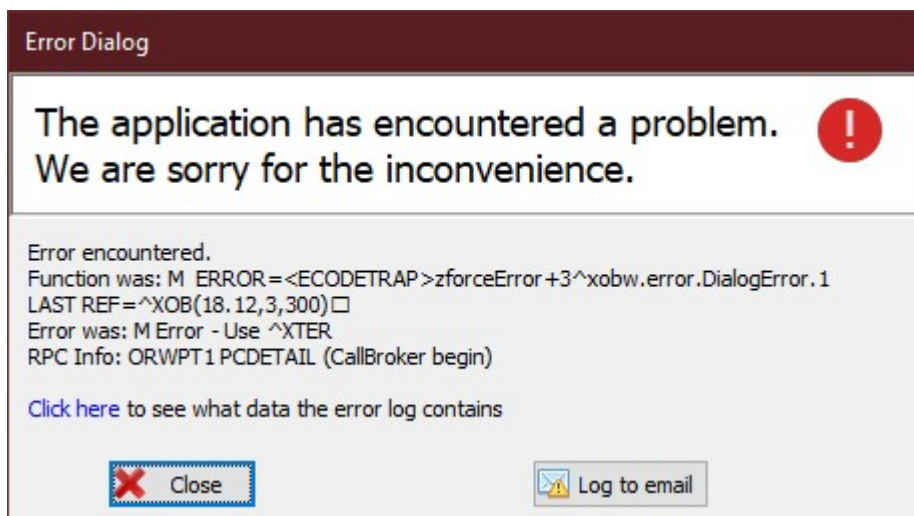 Error Dialog
The application has encountered a problem.
We are sorry for the inconvenience.
Error encountered.
Function was: M  ERROR=<ECODETRAP>zforceError+3^xobw.error.DialogError.1
LAST REF=^XOB(18.12,3,300)□
Error was: M Error - Use ^XTER
RPC Info: ORWPT1 PCDETAIL (CallBroker begin)
Click here to see what data the error log contains
Close
Log to email